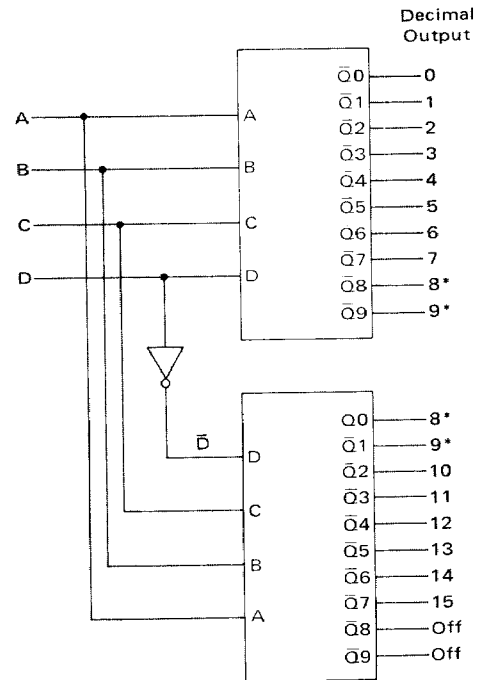 Decimal
Output
Q̅0 0
Q̅1 1
A A
Q̅2 2
Q̅3 3
B B
Q̅4 4
Q̅5 5
C C
Q6 6
Q̅7 7
D D
Q̅8 8*
Q̅9 9*
Q0 8*
Q̅1 9*
D̅ D
Q̅2 10
Q̅3 11
C
Q̅4 12
Q̅5 13
B
Q̅6 14
Q̅7 15
A
Q̅8 Off
Q̅9 Off